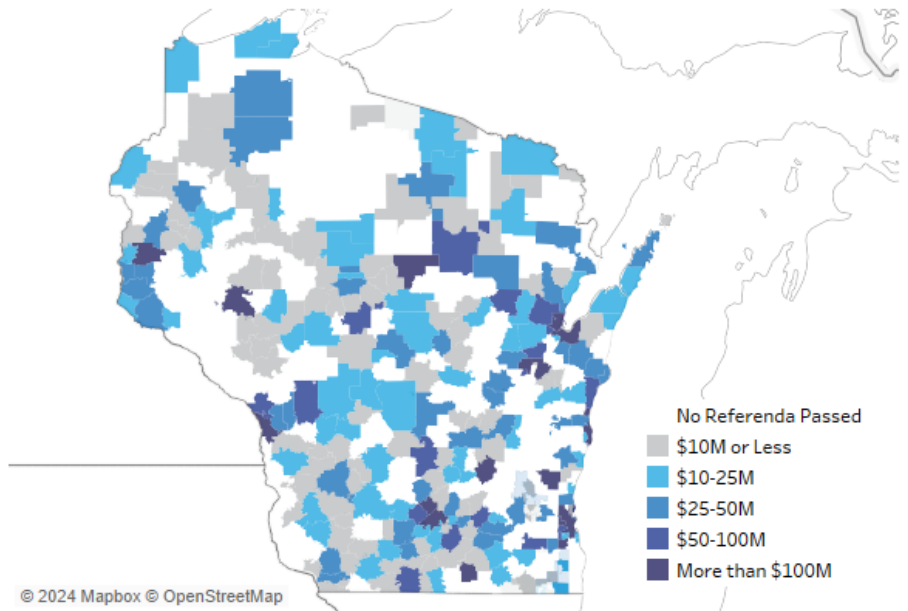 No Referenda Passed
$10M or Less
$10-25M
$25-50M
$50-100M
More than $100M
© 2024 Mapbox © OpenStreetMap